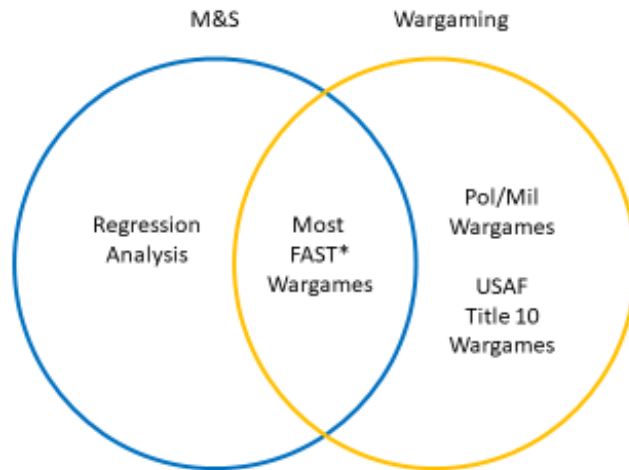 M&S
Wargaming
Regression
Analysis
Most
FAST*
Wargames
Pol/Mil
Wargames
USAF
Title 10
Wargames